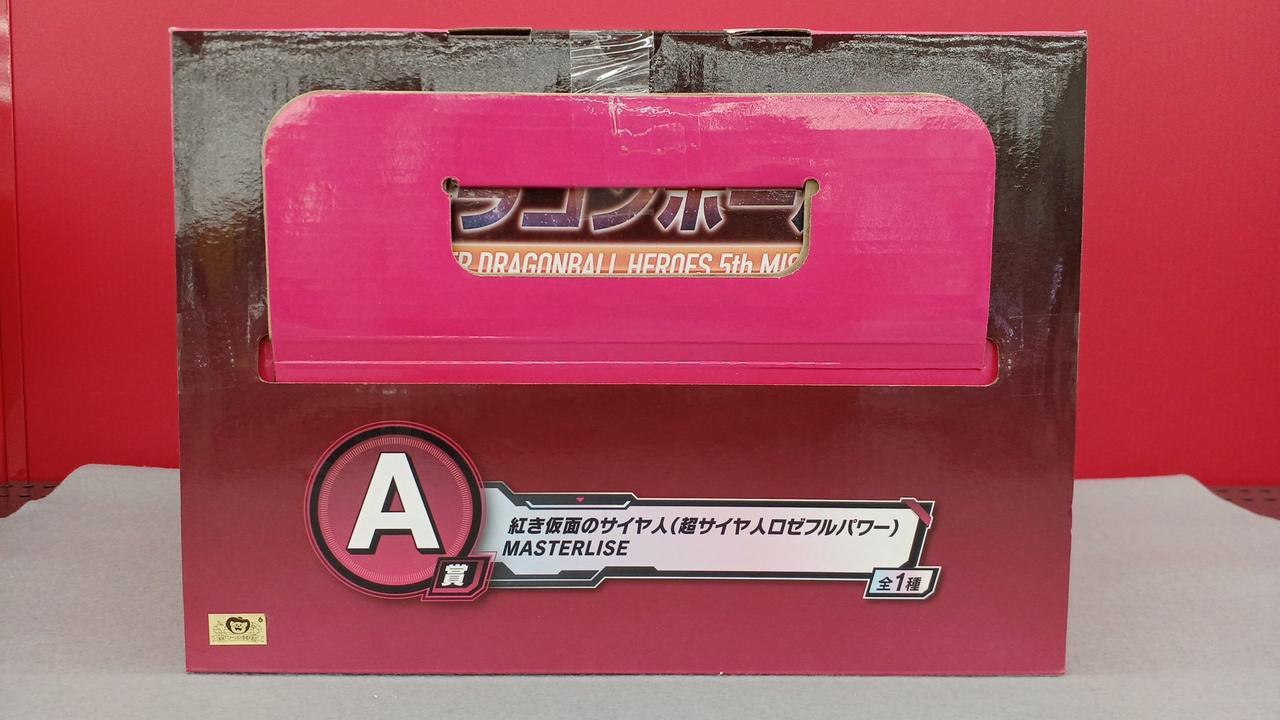 ラゴンボー
ER DRAGONBALL HEROES 5th MIS
A
賞
紅き仮面のサイヤ人(超サイヤ人ロゼフルパワー)
MASTERLISE
全1種
6